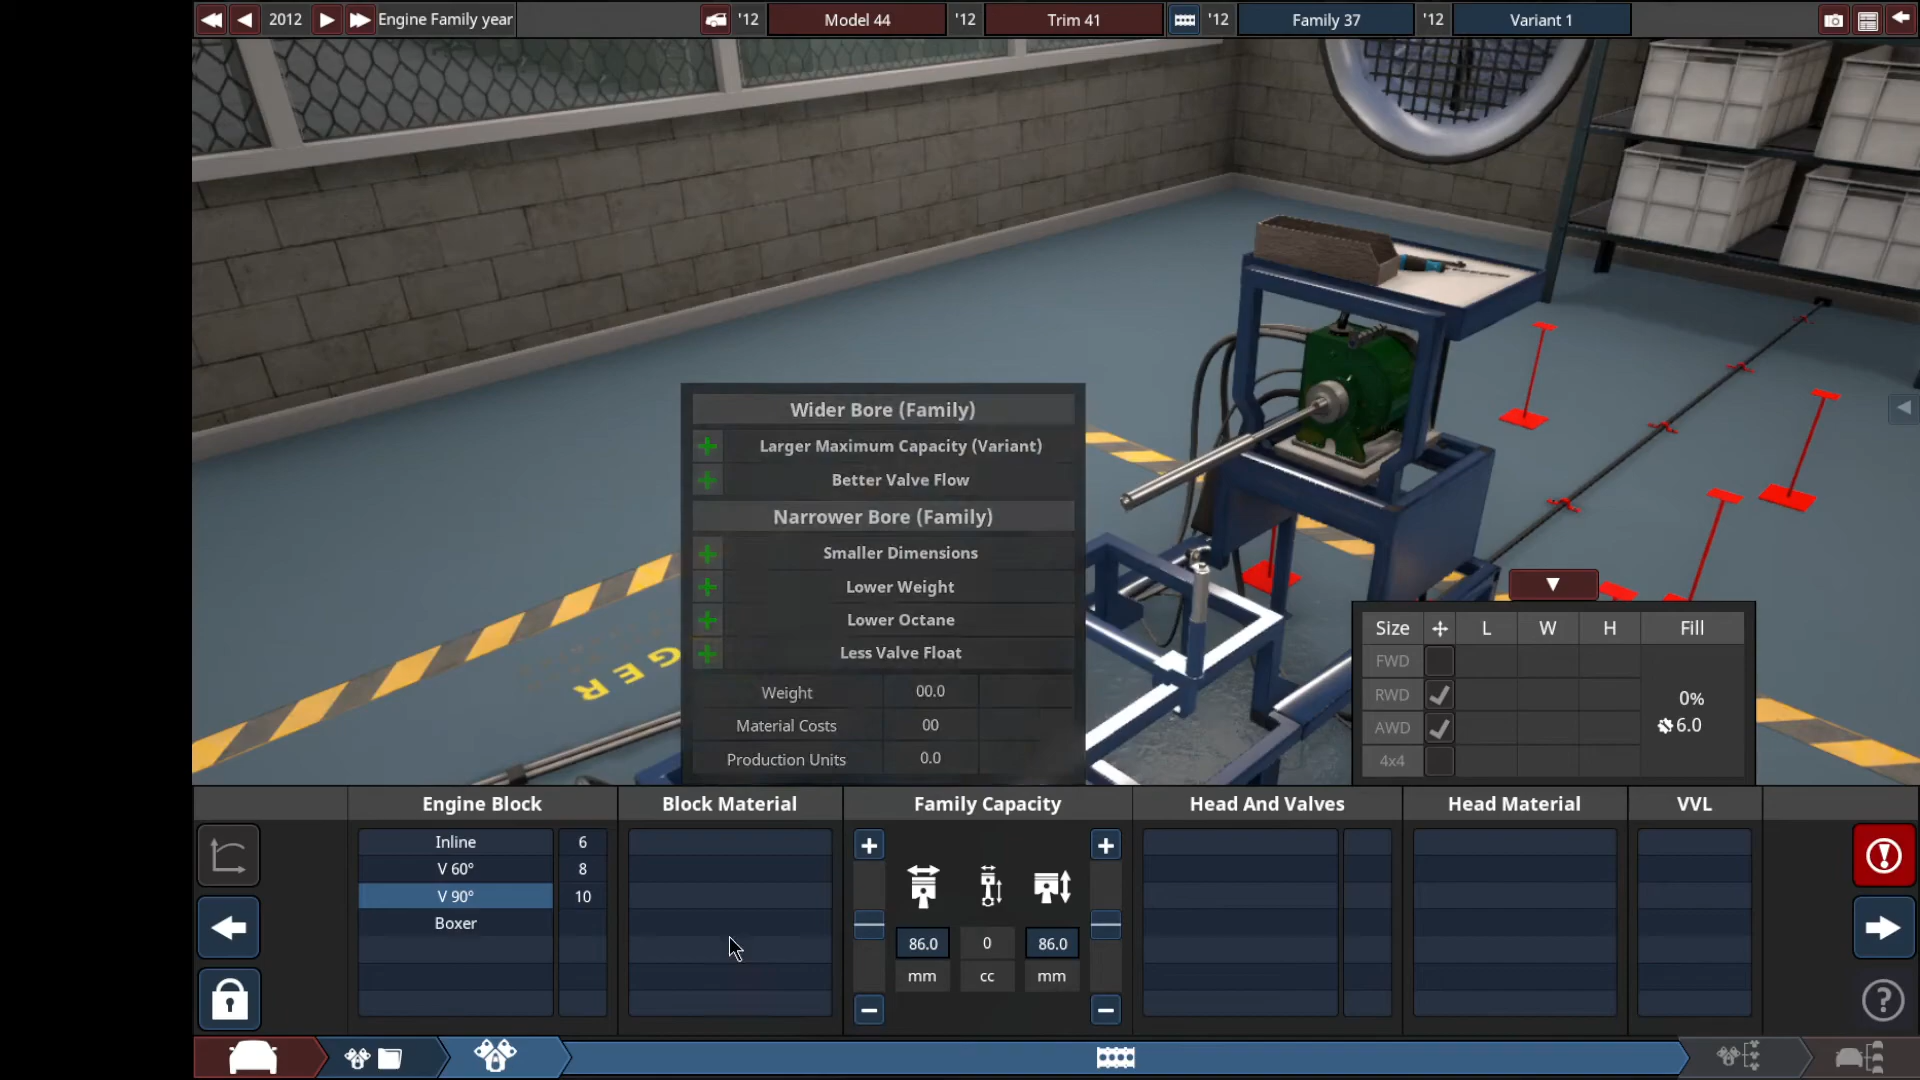 2012 Engine Family year '12 Model 44 '12 Trim 41 '12 Family 37 '12 Variant 1
GER
Wider Bore (Family)
Larger Maximum Capacity (Variant)
Better Valve Flow
Narrower Bore (Family)
Smaller Dimensions
Lower Weight
Lower Octane
Less Valve Float
Weight 00.0
Material Costs 00
Production Units 0.0
Size L W H Fill
FWD
RWD
AWD
4x4
0%
6.0
Engine Block Block Material Family Capacity Head And Valves Head Material VVL
Inline 6
V 60° 8
V 90° 10
Boxer
86.0 0 86.0
mm cc mm